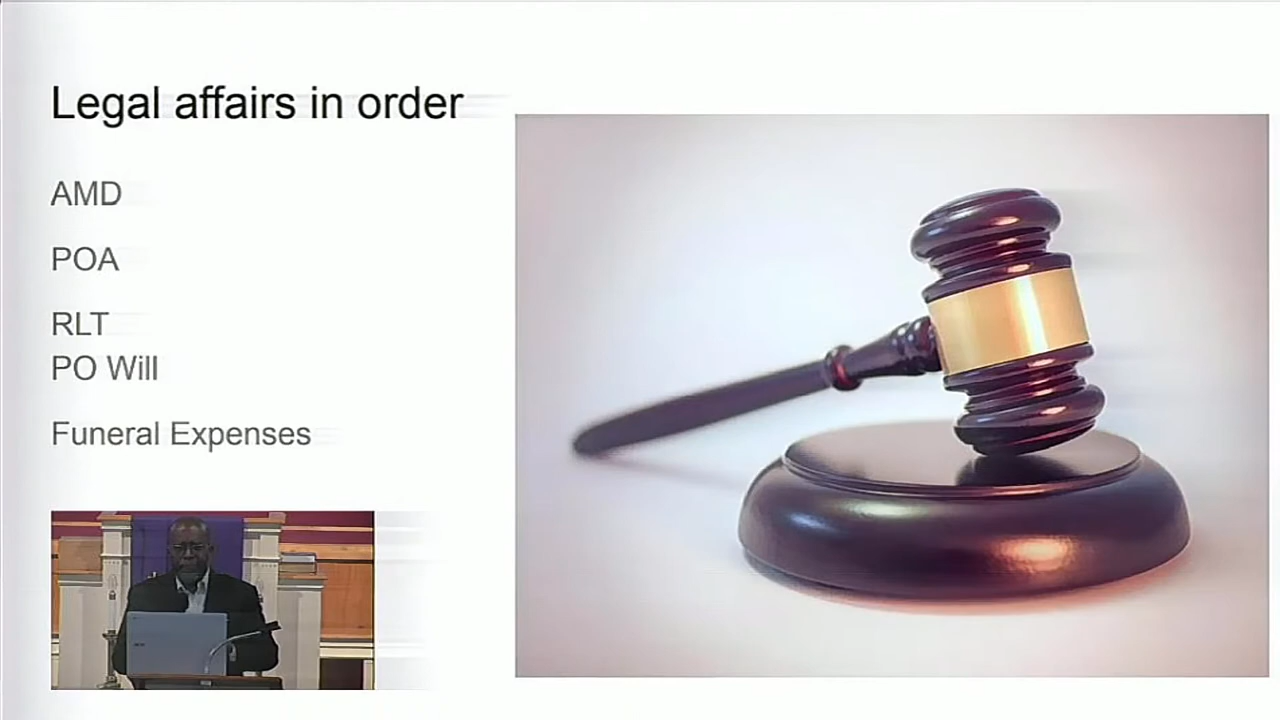 Legal affairs in order
AMD
POA
RLT
PO Will
Funeral Expenses